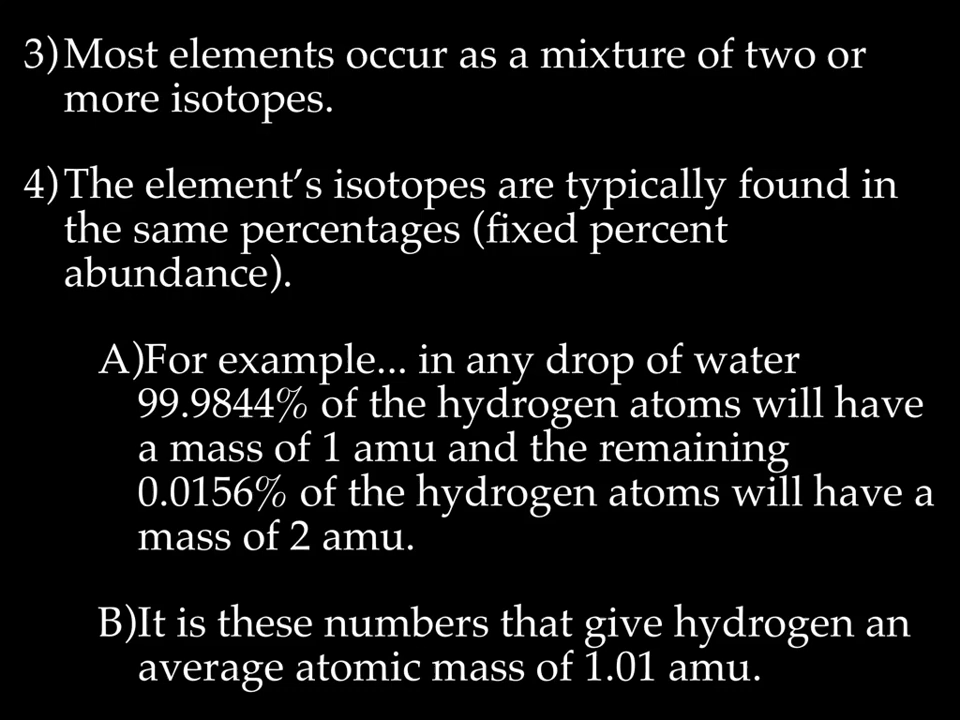 3) Most elements occur as a mixture of two or
more isotopes.
4) The element’s isotopes are typically found in
the same percentages (fixed percent
abundance).
A)For example... in any drop of water
99.9844% of the hydrogen atoms will have
a mass of 1 amu and the remaining
0.0156% of the hydrogen atoms will have a
mass of 2 amu.
B)It is these numbers that give hydrogen an
average atomic mass of 1.01 amu.